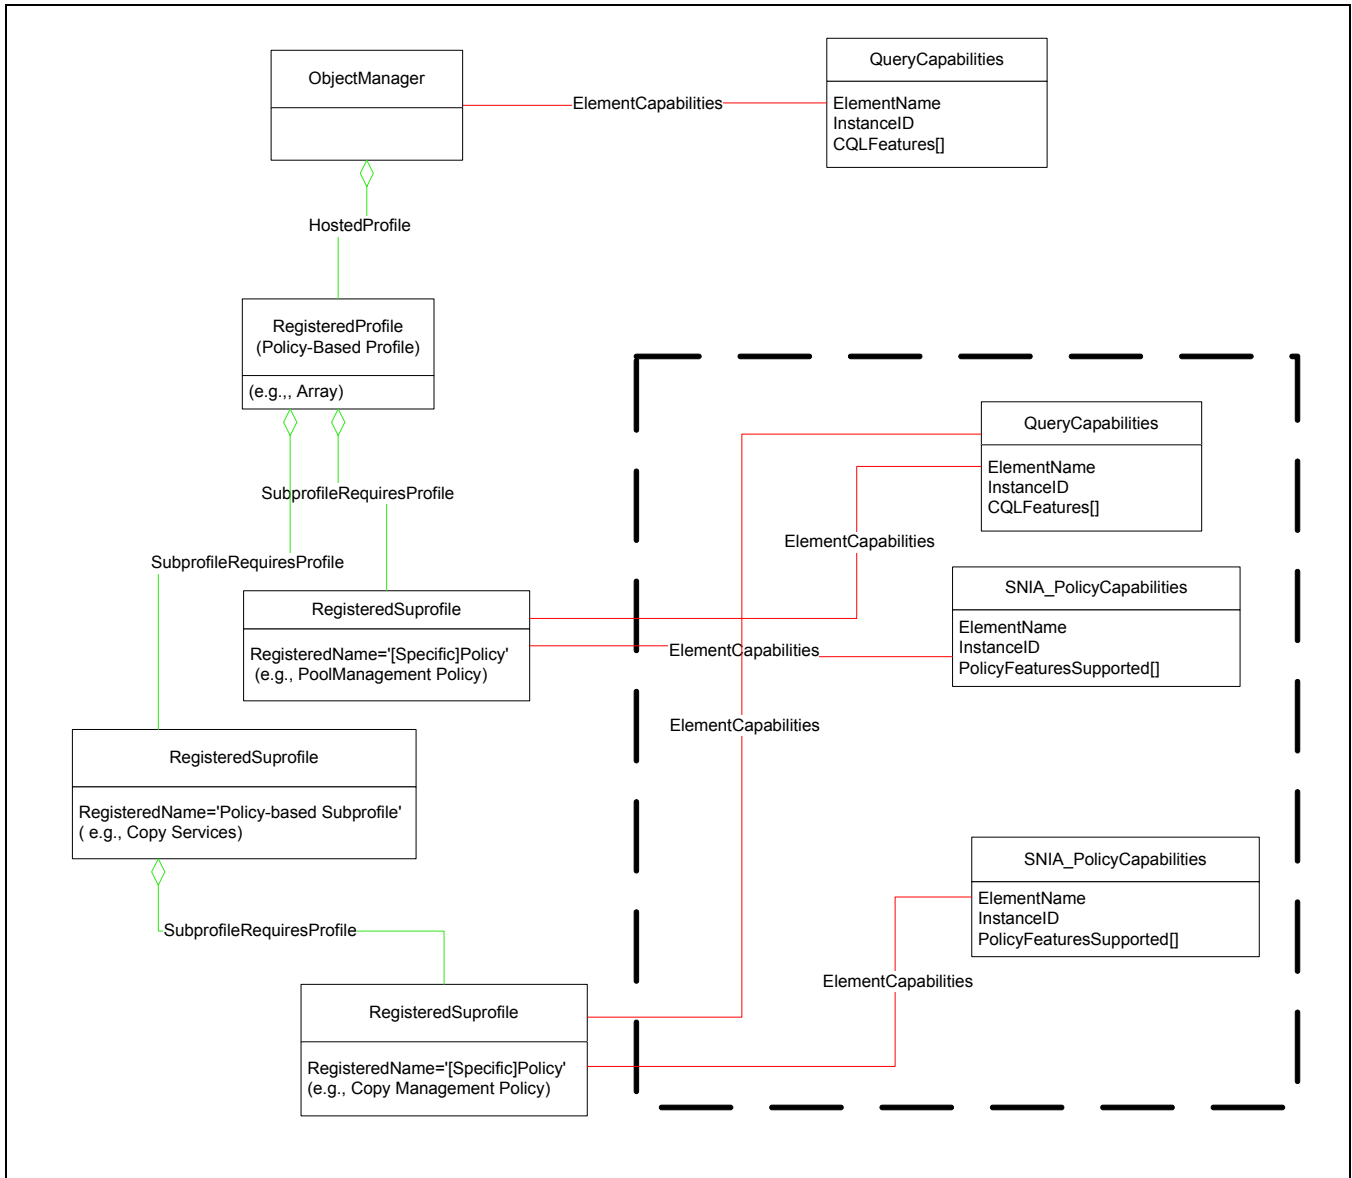 ObjectManager
QueryCapabilities
ElementCapabilities
ElementName
InstanceID
CQLFeatures[]
HostedProfile
RegisteredProfile
(Policy-Based Profile)
(e.g.,, Array)
QueryCapabilities
ElementName
InstanceID
CQLFeatures[]
SubprofileRequiresProfile
ElementCapabilities
SubprofileRequiresProfile
SNIA_PolicyCapabilities
ElementName
InstanceID
PolicyFeaturesSupported[]
RegisteredSuprofile
RegisteredName='[Specific]Policy'
(e.g., PoolManagement Policy)
ElementCapabilities
ElementCapabilities
RegisteredSuprofile
RegisteredName='Policy-based Subprofile'
( e.g., Copy Services)
SNIA_PolicyCapabilities
ElementName
InstanceID
PolicyFeaturesSupported[]
SubprofileRequiresProfile
ElementCapabilities
RegisteredSuprofile
RegisteredName='[Specific]Policy'
(e.g., Copy Management Policy)